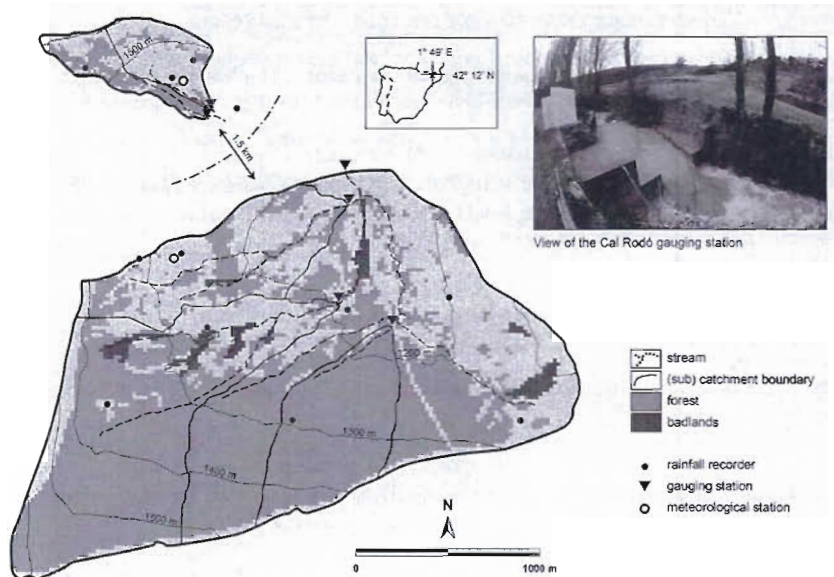 1500 m
1.5 km
1° 49' E
42° 12' N
View of the Cal Rodó gauging station
stream
(sub) catchment boundary
forest
badlands
rainfall recorder
gauging station
meteorological station
1300 m
1400 m
1500 m
N
0 1000 m